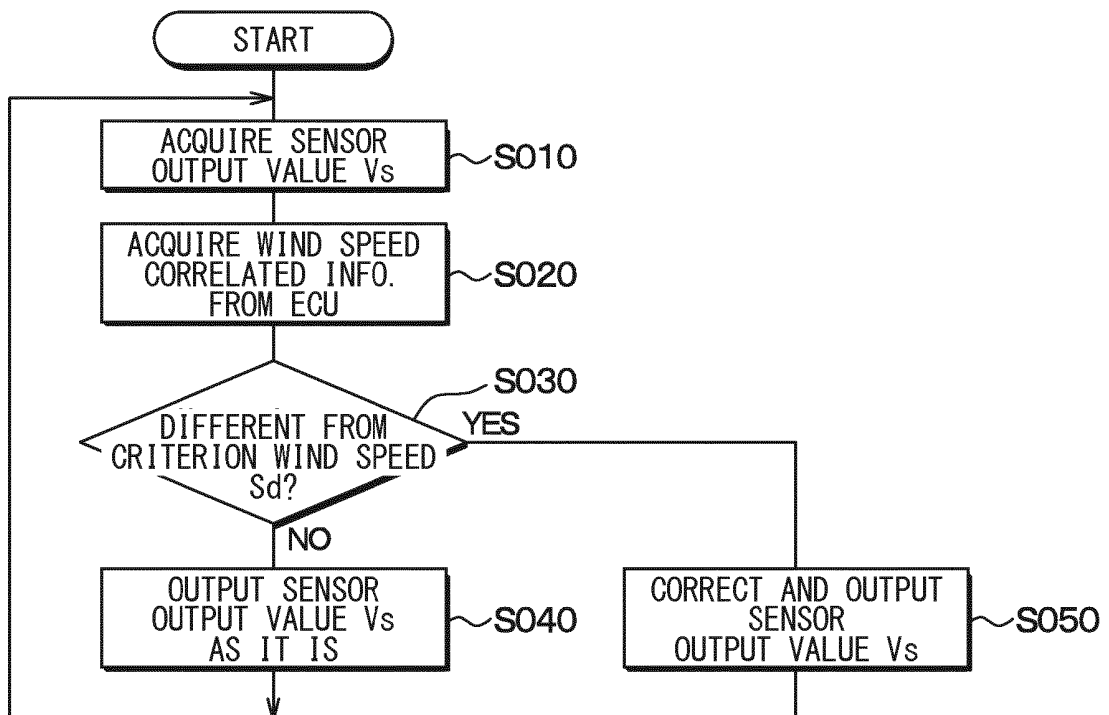 START
ACQUIRE SENSOR
OUTPUT VALUE Vs
S010
ACQUIRE WIND SPEED
CORRELATED INFO.
FROM ECU
S020
S030
DIFFERENT FROM
CRITERION WIND SPEED
Sd?
YES
NO
OUTPUT SENSOR
OUTPUT VALUE Vs
AS IT IS
S040
CORRECT AND OUTPUT
SENSOR
OUTPUT VALUE Vs
S050